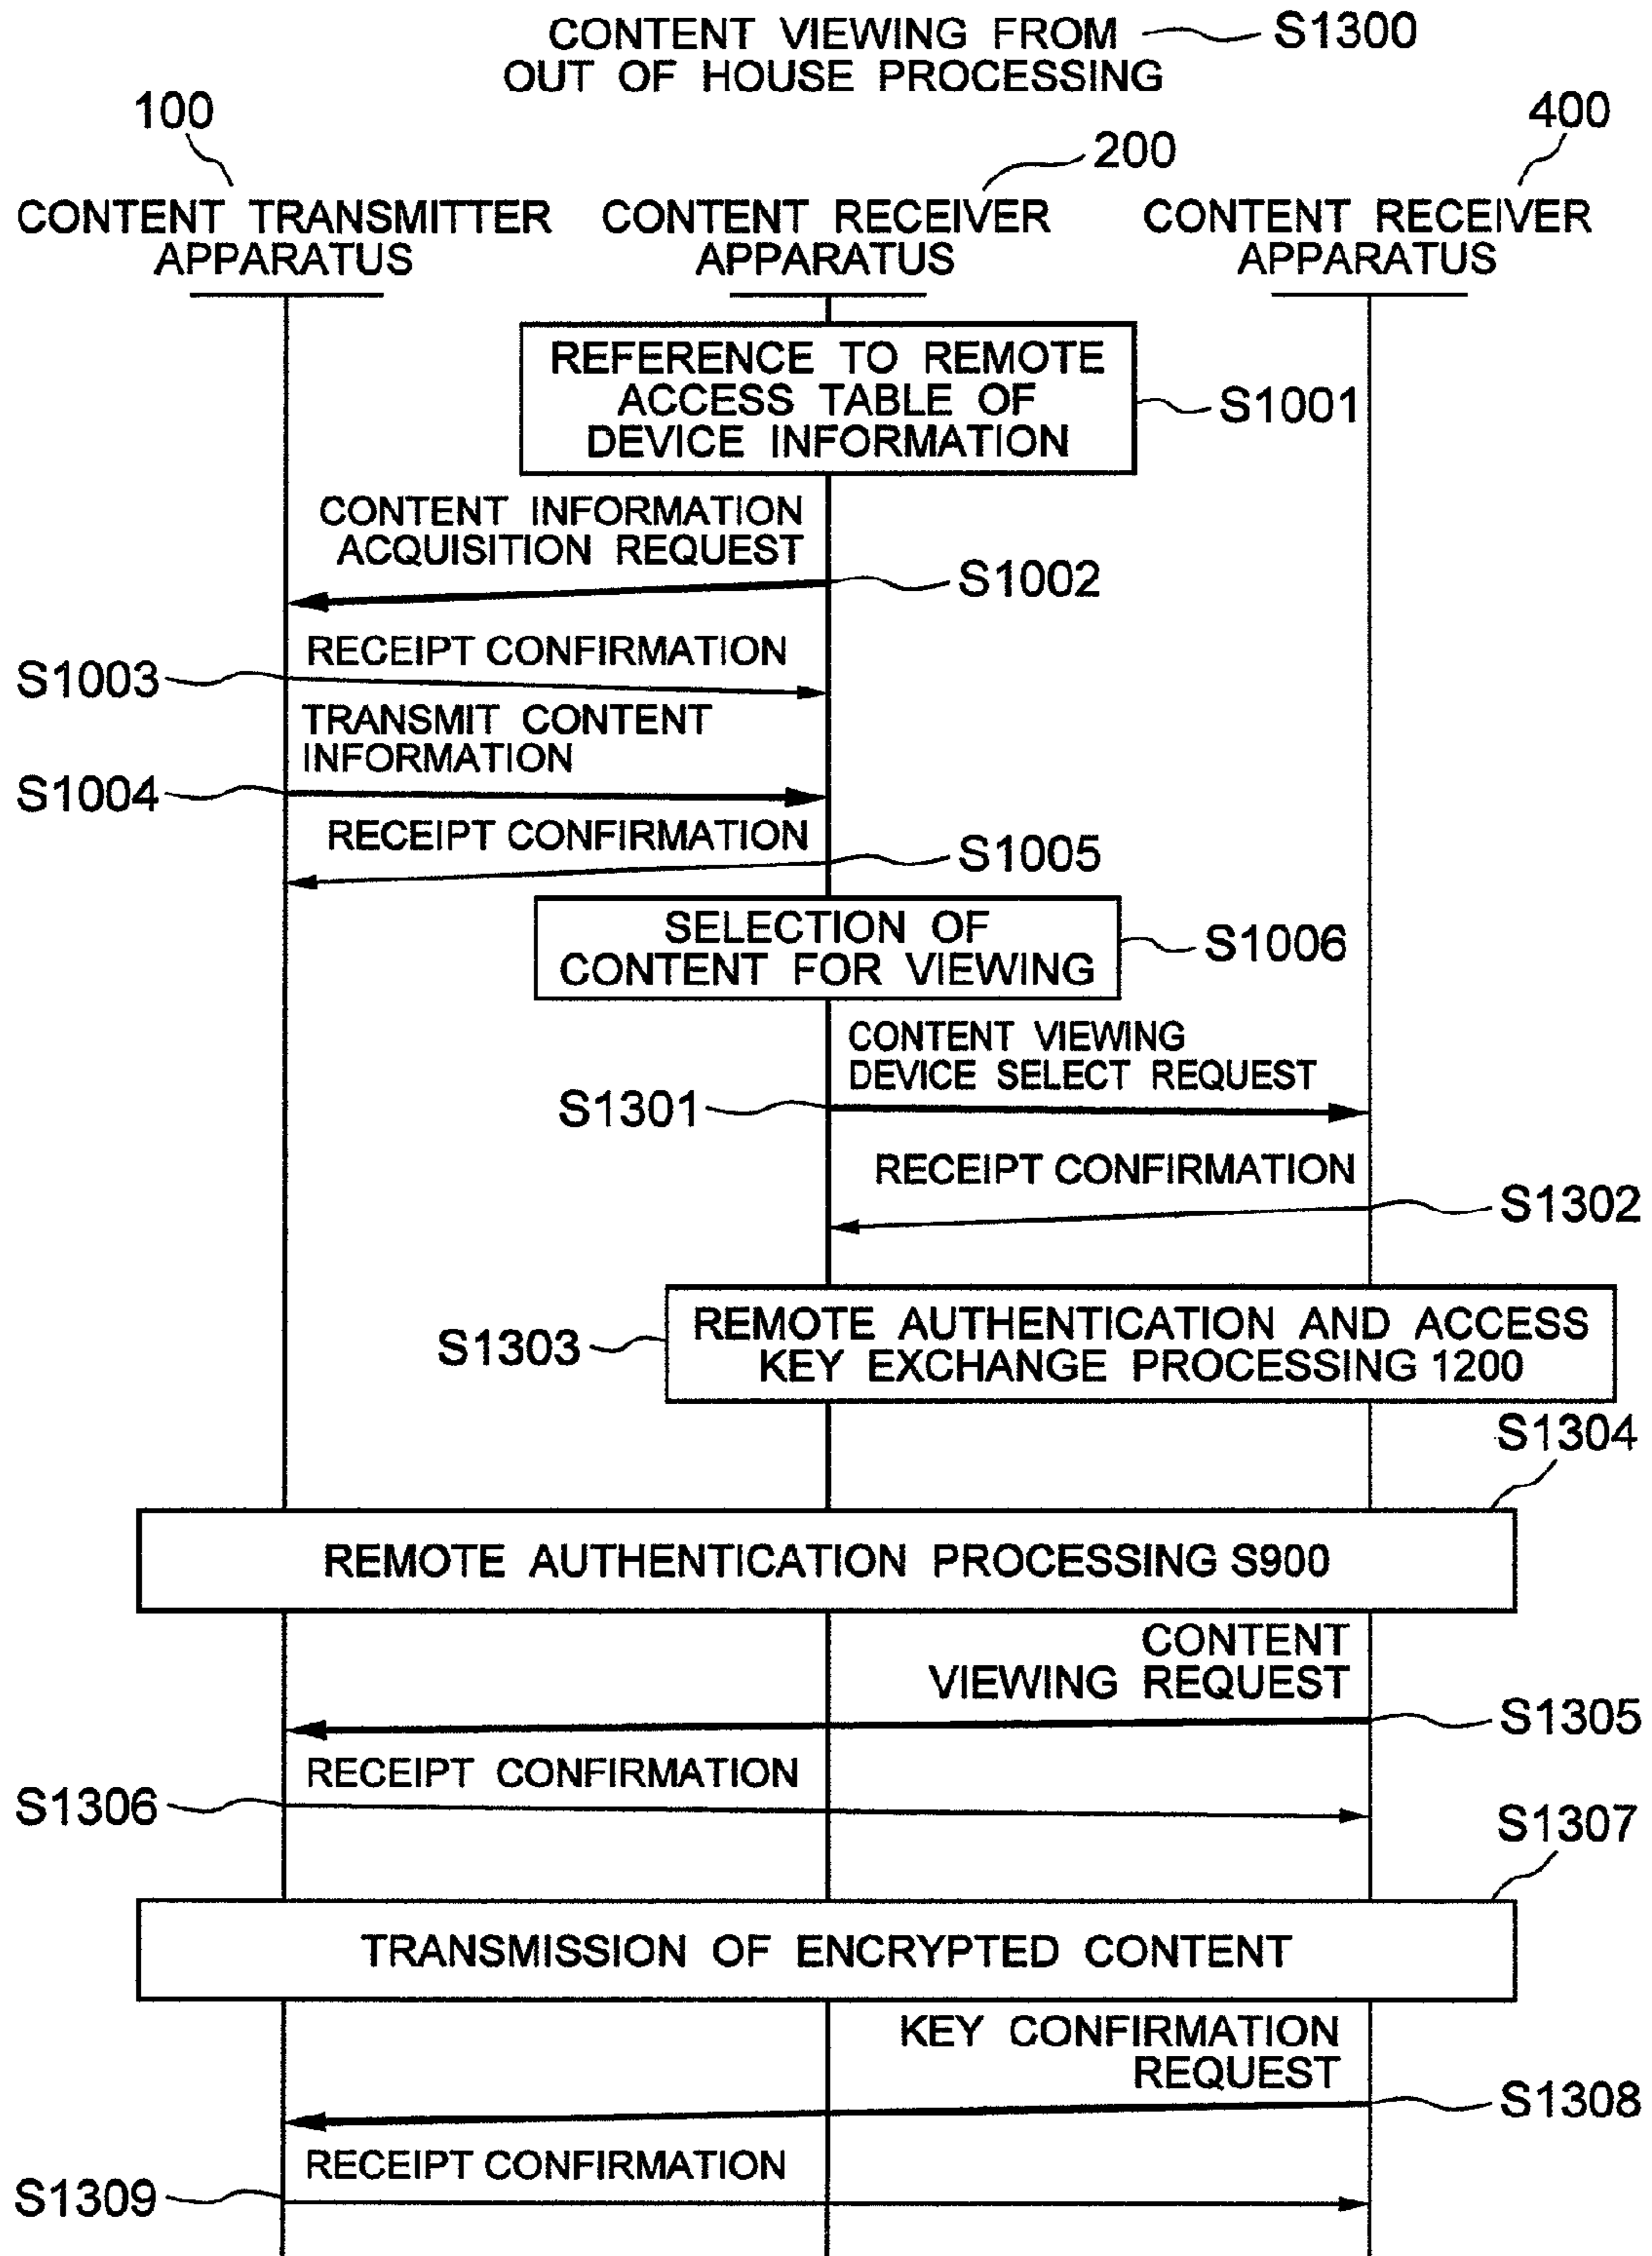 CONTENT VIEWING FROM
OUT OF HOUSE PROCESSING
S1300
100
200
400
CONTENT TRANSMITTER
APPARATUS
CONTENT RECEIVER
APPARATUS
CONTENT RECEIVER
APPARATUS
REFERENCE TO REMOTE
ACCESS TABLE OF
DEVICE INFORMATION
S1001
CONTENT INFORMATION
ACQUISITION REQUEST
S1002
RECEIPT CONFIRMATION
S1003
TRANSMIT CONTENT
INFORMATION
S1004
RECEIPT CONFIRMATION
S1005
SELECTION OF
CONTENT FOR VIEWING
S1006
CONTENT VIEWING
DEVICE SELECT REQUEST
S1301
RECEIPT CONFIRMATION
S1302
REMOTE AUTHENTICATION AND ACCESS
KEY EXCHANGE PROCESSING 1200
S1303
S1304
REMOTE AUTHENTICATION PROCESSING S900
CONTENT
VIEWING REQUEST
S1305
RECEIPT CONFIRMATION
S1306
S1307
TRANSMISSION OF ENCRYPTED CONTENT
KEY CONFIRMATION
REQUEST
S1308
RECEIPT CONFIRMATION
S1309